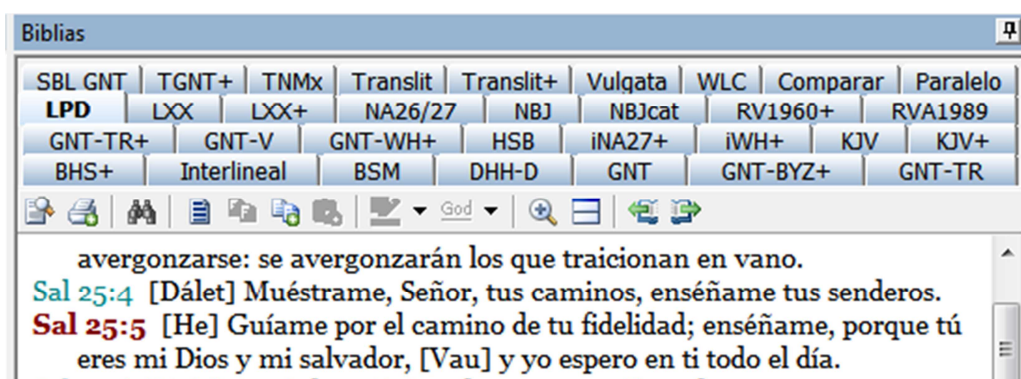 Biblias
SBL GNT TGNT+ TNMx Translit Translit+ Vulgata WLC Comparar Paralelo
LPD LXX LXX+ NA26/27 NBJ NBJcat RV1960+ RVA1989
GNT-TR+ GNT-V GNT-WH+ HSB iNA27+ iWH+ KJV KJV+
BHS+ Interlineal BSM DHH-D GNT GNT-BYZ+ GNT-TR
God
avergonzarse: se avergonzarán los que traicionan en vano.
Sal 25:4 [Dálet] Muéstrame, Señor, tus caminos, enséñame tus senderos.
Sal 25:5 [He] Guíame por el camino de tu fidelidad; enséñame, porque tú
eres mi Dios y mi salvador, [Vau] y yo espero en ti todo el día.